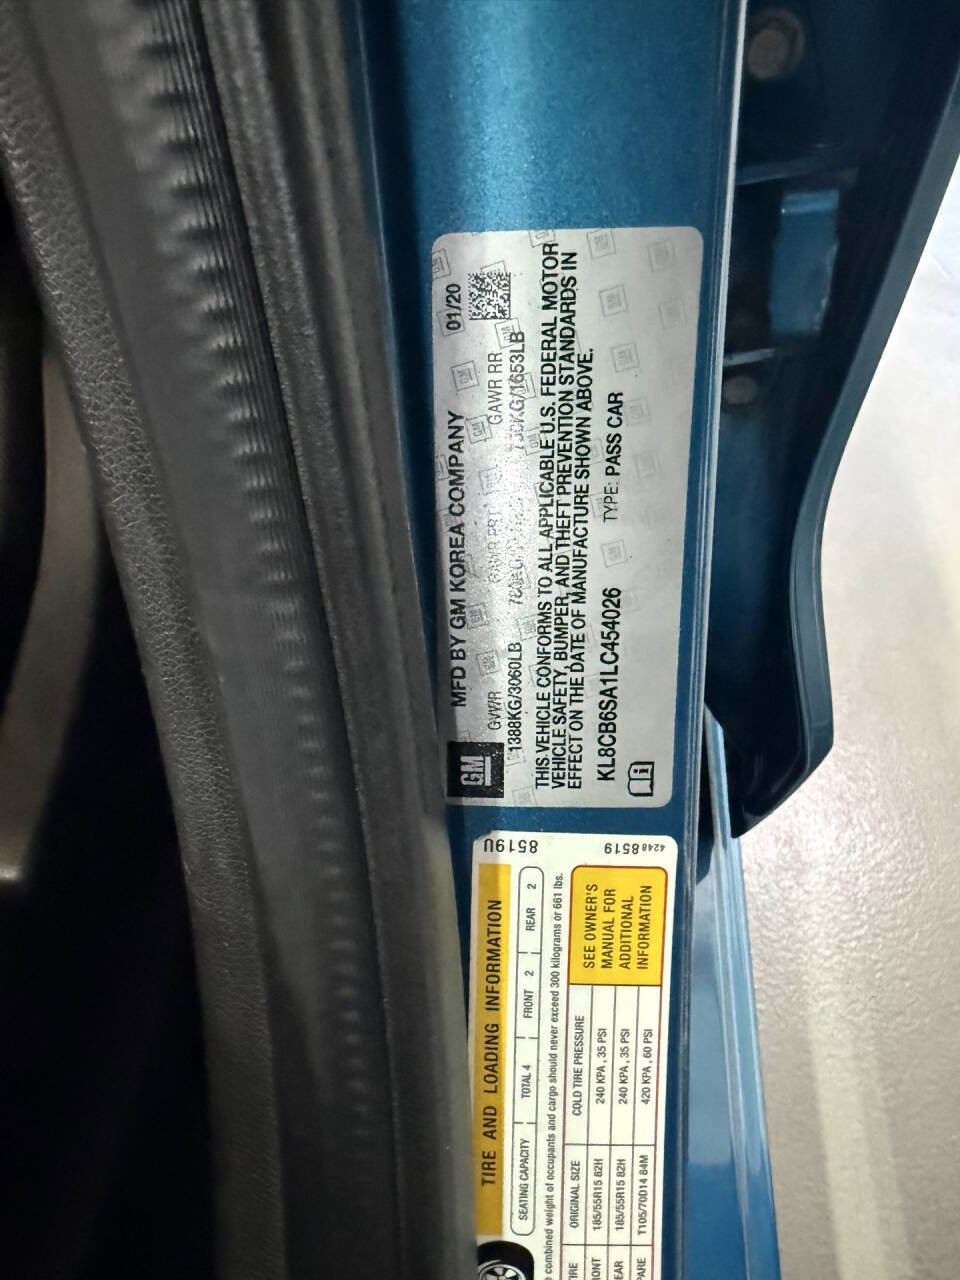 GM
MFD BY GM KOREA COMPANY 01/20
GVWR GAWR FRT GAWR RR
1388KG/3060LB /1653LB
THIS VEHICLE CONFORMS TO ALL APPLICABLE U.S. FEDERAL MOTOR
VEHICLE SAFETY, BUMPER, AND THEFT PREVENTION STANDARDS IN
EFFECT ON THE DATE OF MANUFACTURE SHOWN ABOVE.
KL8CB6SA1LC454026 TYPE: PASS CAR
8519U
4248 8519
TIRE AND LOADING INFORMATION
SEATING CAPACITY TOTAL 4 FRONT 2 REAR 2
combined weight of occupants and cargo should never exceed 300 kilograms or 661 lbs.
TIRE ORIGINAL SIZE COLD TIRE PRESSURE
185/55R15 82H 240 KPA, 35 PSI
185/55R15 82H 240 KPA, 35 PSI
T105/70D14 84M 420 KPA, 60 PSI
SEE OWNER'S
MANUAL FOR
ADDITIONAL
INFORMATION